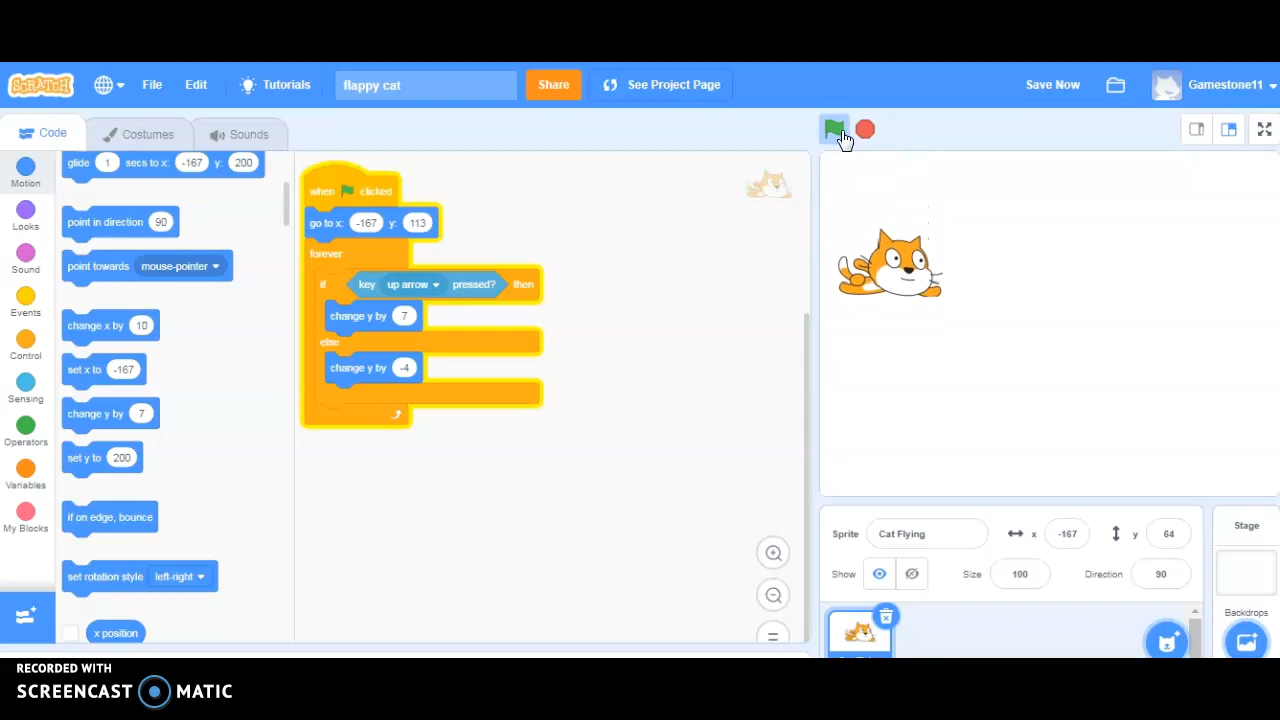 SCRATCH File Edit Tutorials flappy cat Share See Project Page Save Now Gamestone11
Code Costumes Sounds
Motion
Looks
Sound
Events
Control
Sensing
Operators
Variables
My Blocks
glide 1 secs to x: -167 y: 200
point in direction 90
point towards mouse-pointer
change x by 10
set x to -167
change y by 7
set y to 200
if on edge, bounce
set rotation style left-right
x position
when clicked
go to x: -167 y: 113
forever
if key up arrow pressed? then
change y by 7
else
change y by -4
Sprite Cat Flying x -167 y 64
Show Size 100 Direction 90
Stage
Backdrops
RECORDED WITH
SCREENCAST MATIC